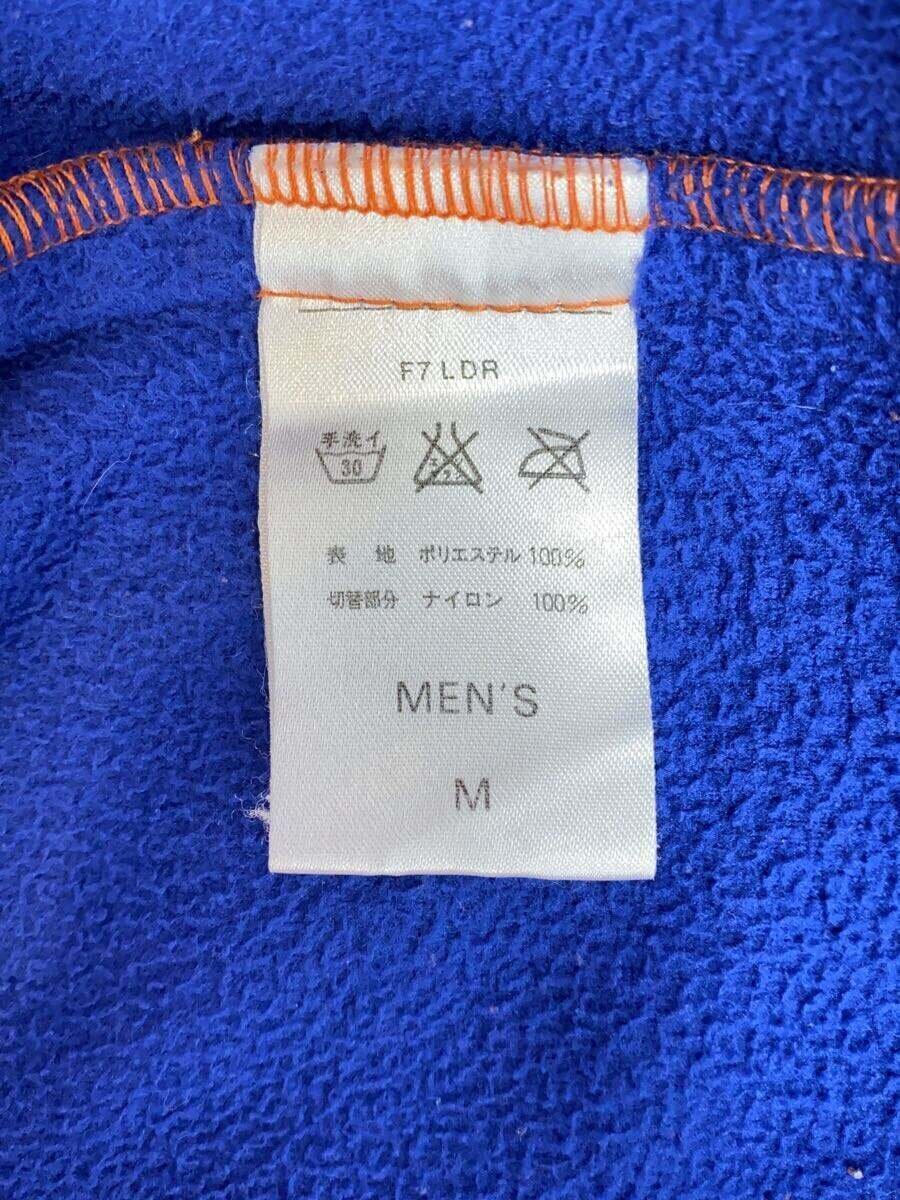 F7 LDR
手洗イ
30
表 地 ポリエステル 100%
切替部分 ナイロン 100%
MEN'S
M